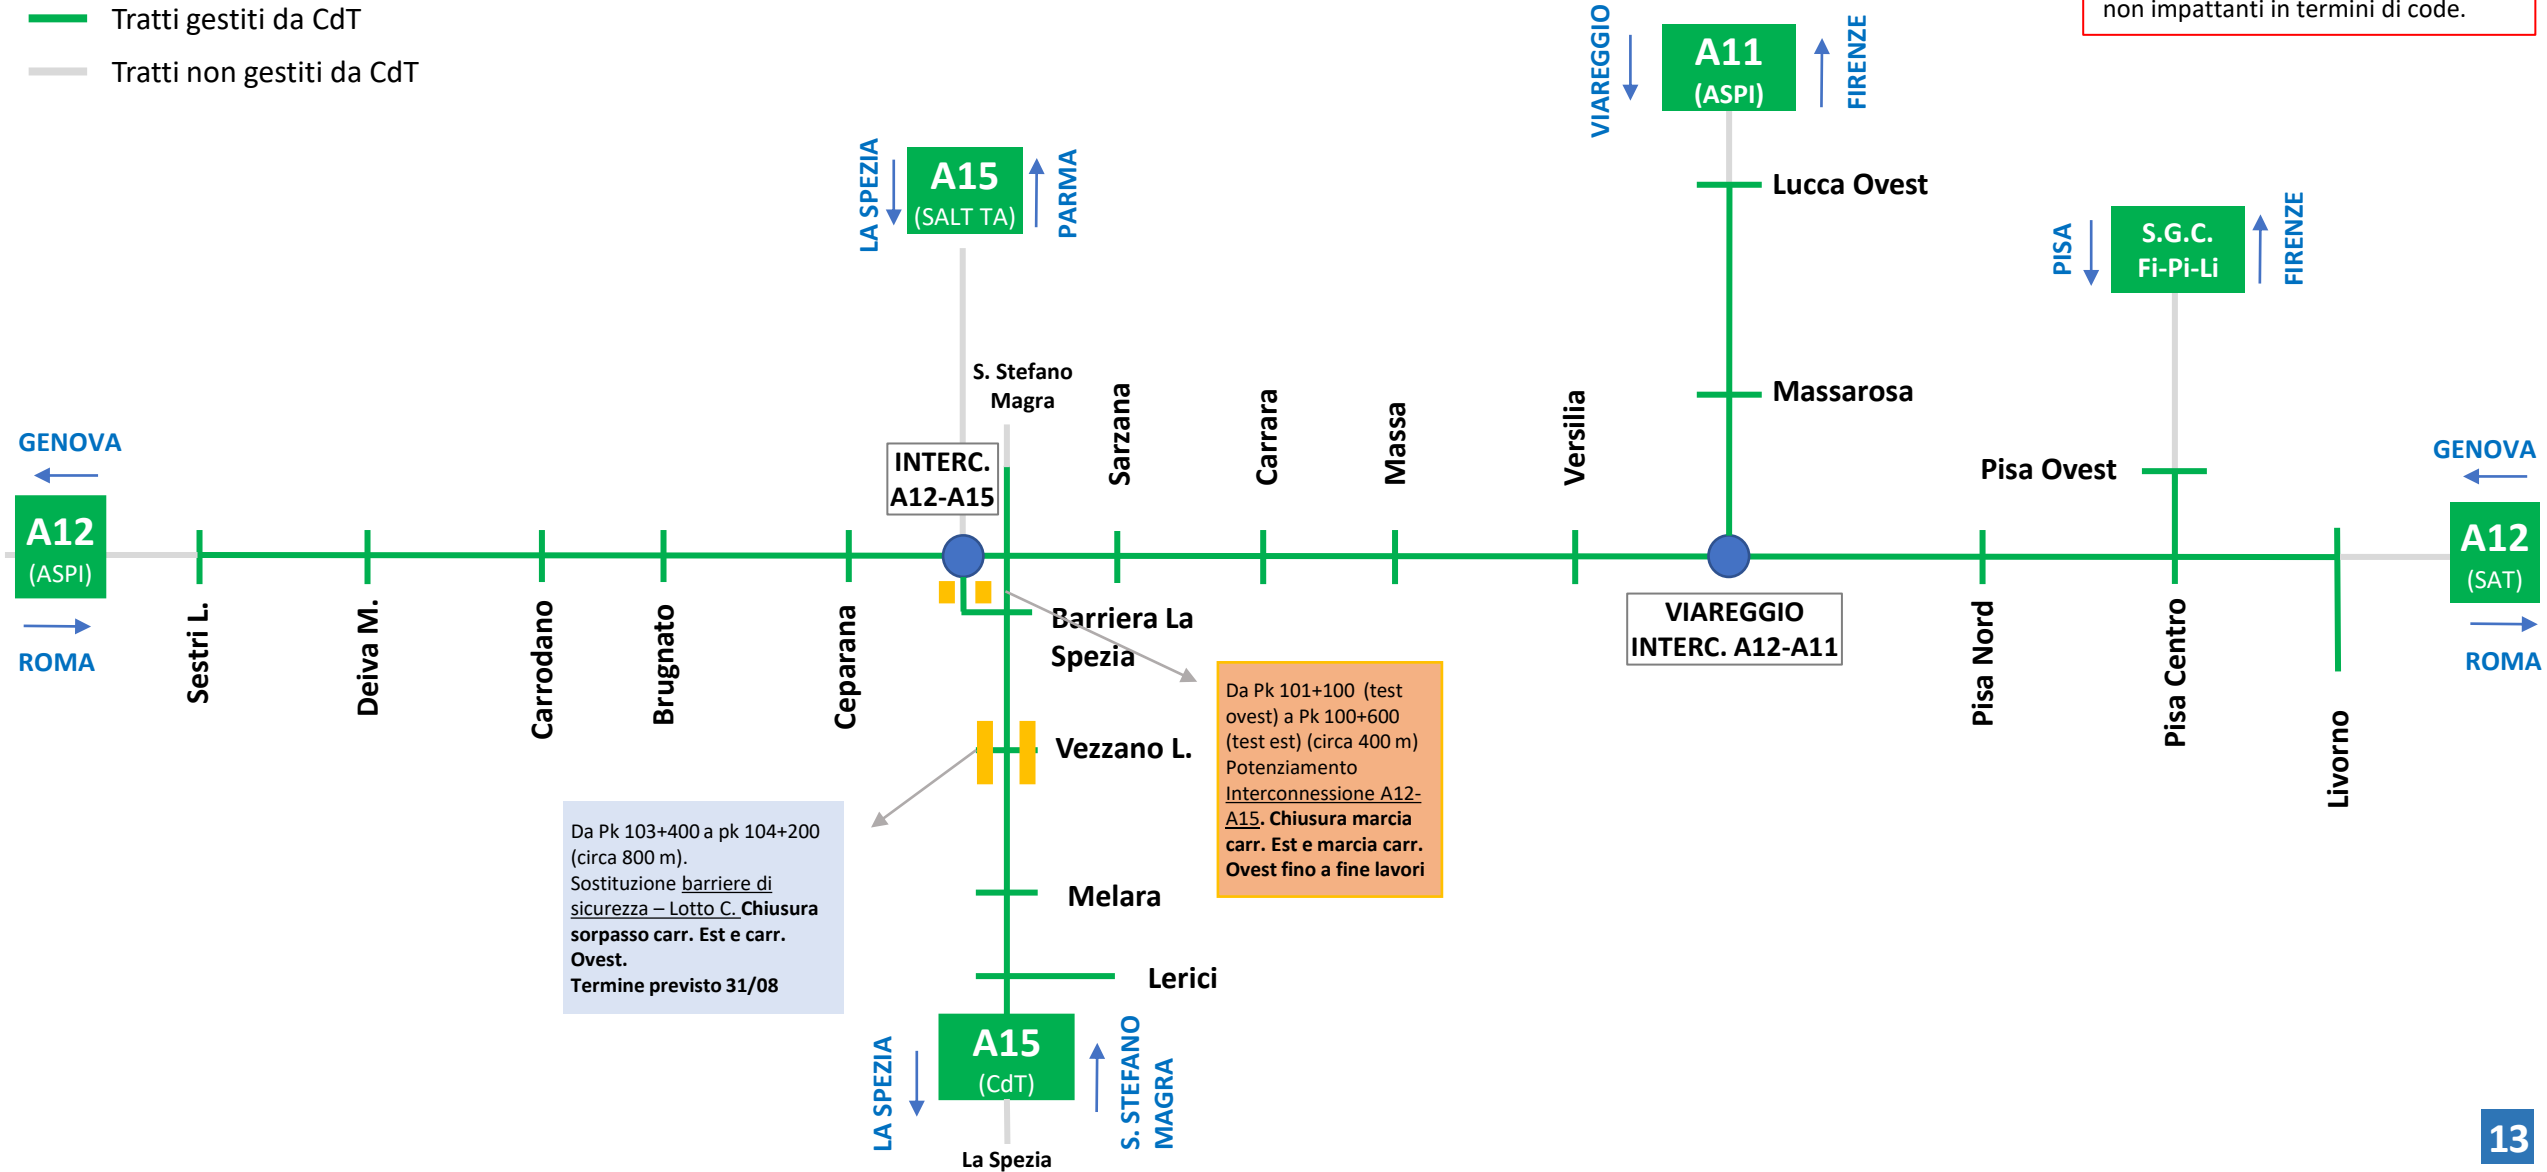 Tratti gestiti da CdT
Tratti non gestiti da CdT
non impattanti in termini di code.
VIAREGGIO
A11
(ASPI)
FIRENZE
LA SPEZIA
A15
(SALT TA)
PARMA
Lucca Ovest
PISA
S.G.C.
Fi-Pi-Li
FIRENZE
S. Stefano
Magra
Massarosa
GENOVA
INTERC.
A12-A15
Sarzana
Carrara
Massa
Versilia
Pisa Ovest
GENOVA
A12
(ASPI)
ROMA
A12
(SAT)
ROMA
Sestri L.
Deiva M.
Carrodano
Brugnato
Ceparana
Barriera La
Spezia
VIAREGGIO
INTERC. A12-A11
Pisa Nord
Pisa Centro
Livorno
Vezzano L.
Da Pk 101+100 (test
ovest) a Pk 100+600
(test est) (circa 400 m)
Potenziamento
Interconnessione A12-
A15. Chiusura marcia
carr. Est e marcia carr.
Ovest fino a fine lavori
Da Pk 103+400 a pk 104+200
(circa 800 m).
Sostituzione barriere di
sicurezza – Lotto C. Chiusura
sorpasso carr. Est e carr.
Ovest.
Termine previsto 31/08
Melara
Lerici
LA SPEZIA
A15
(CdT)
S. STEFANO
MAGRA
La Spezia
13